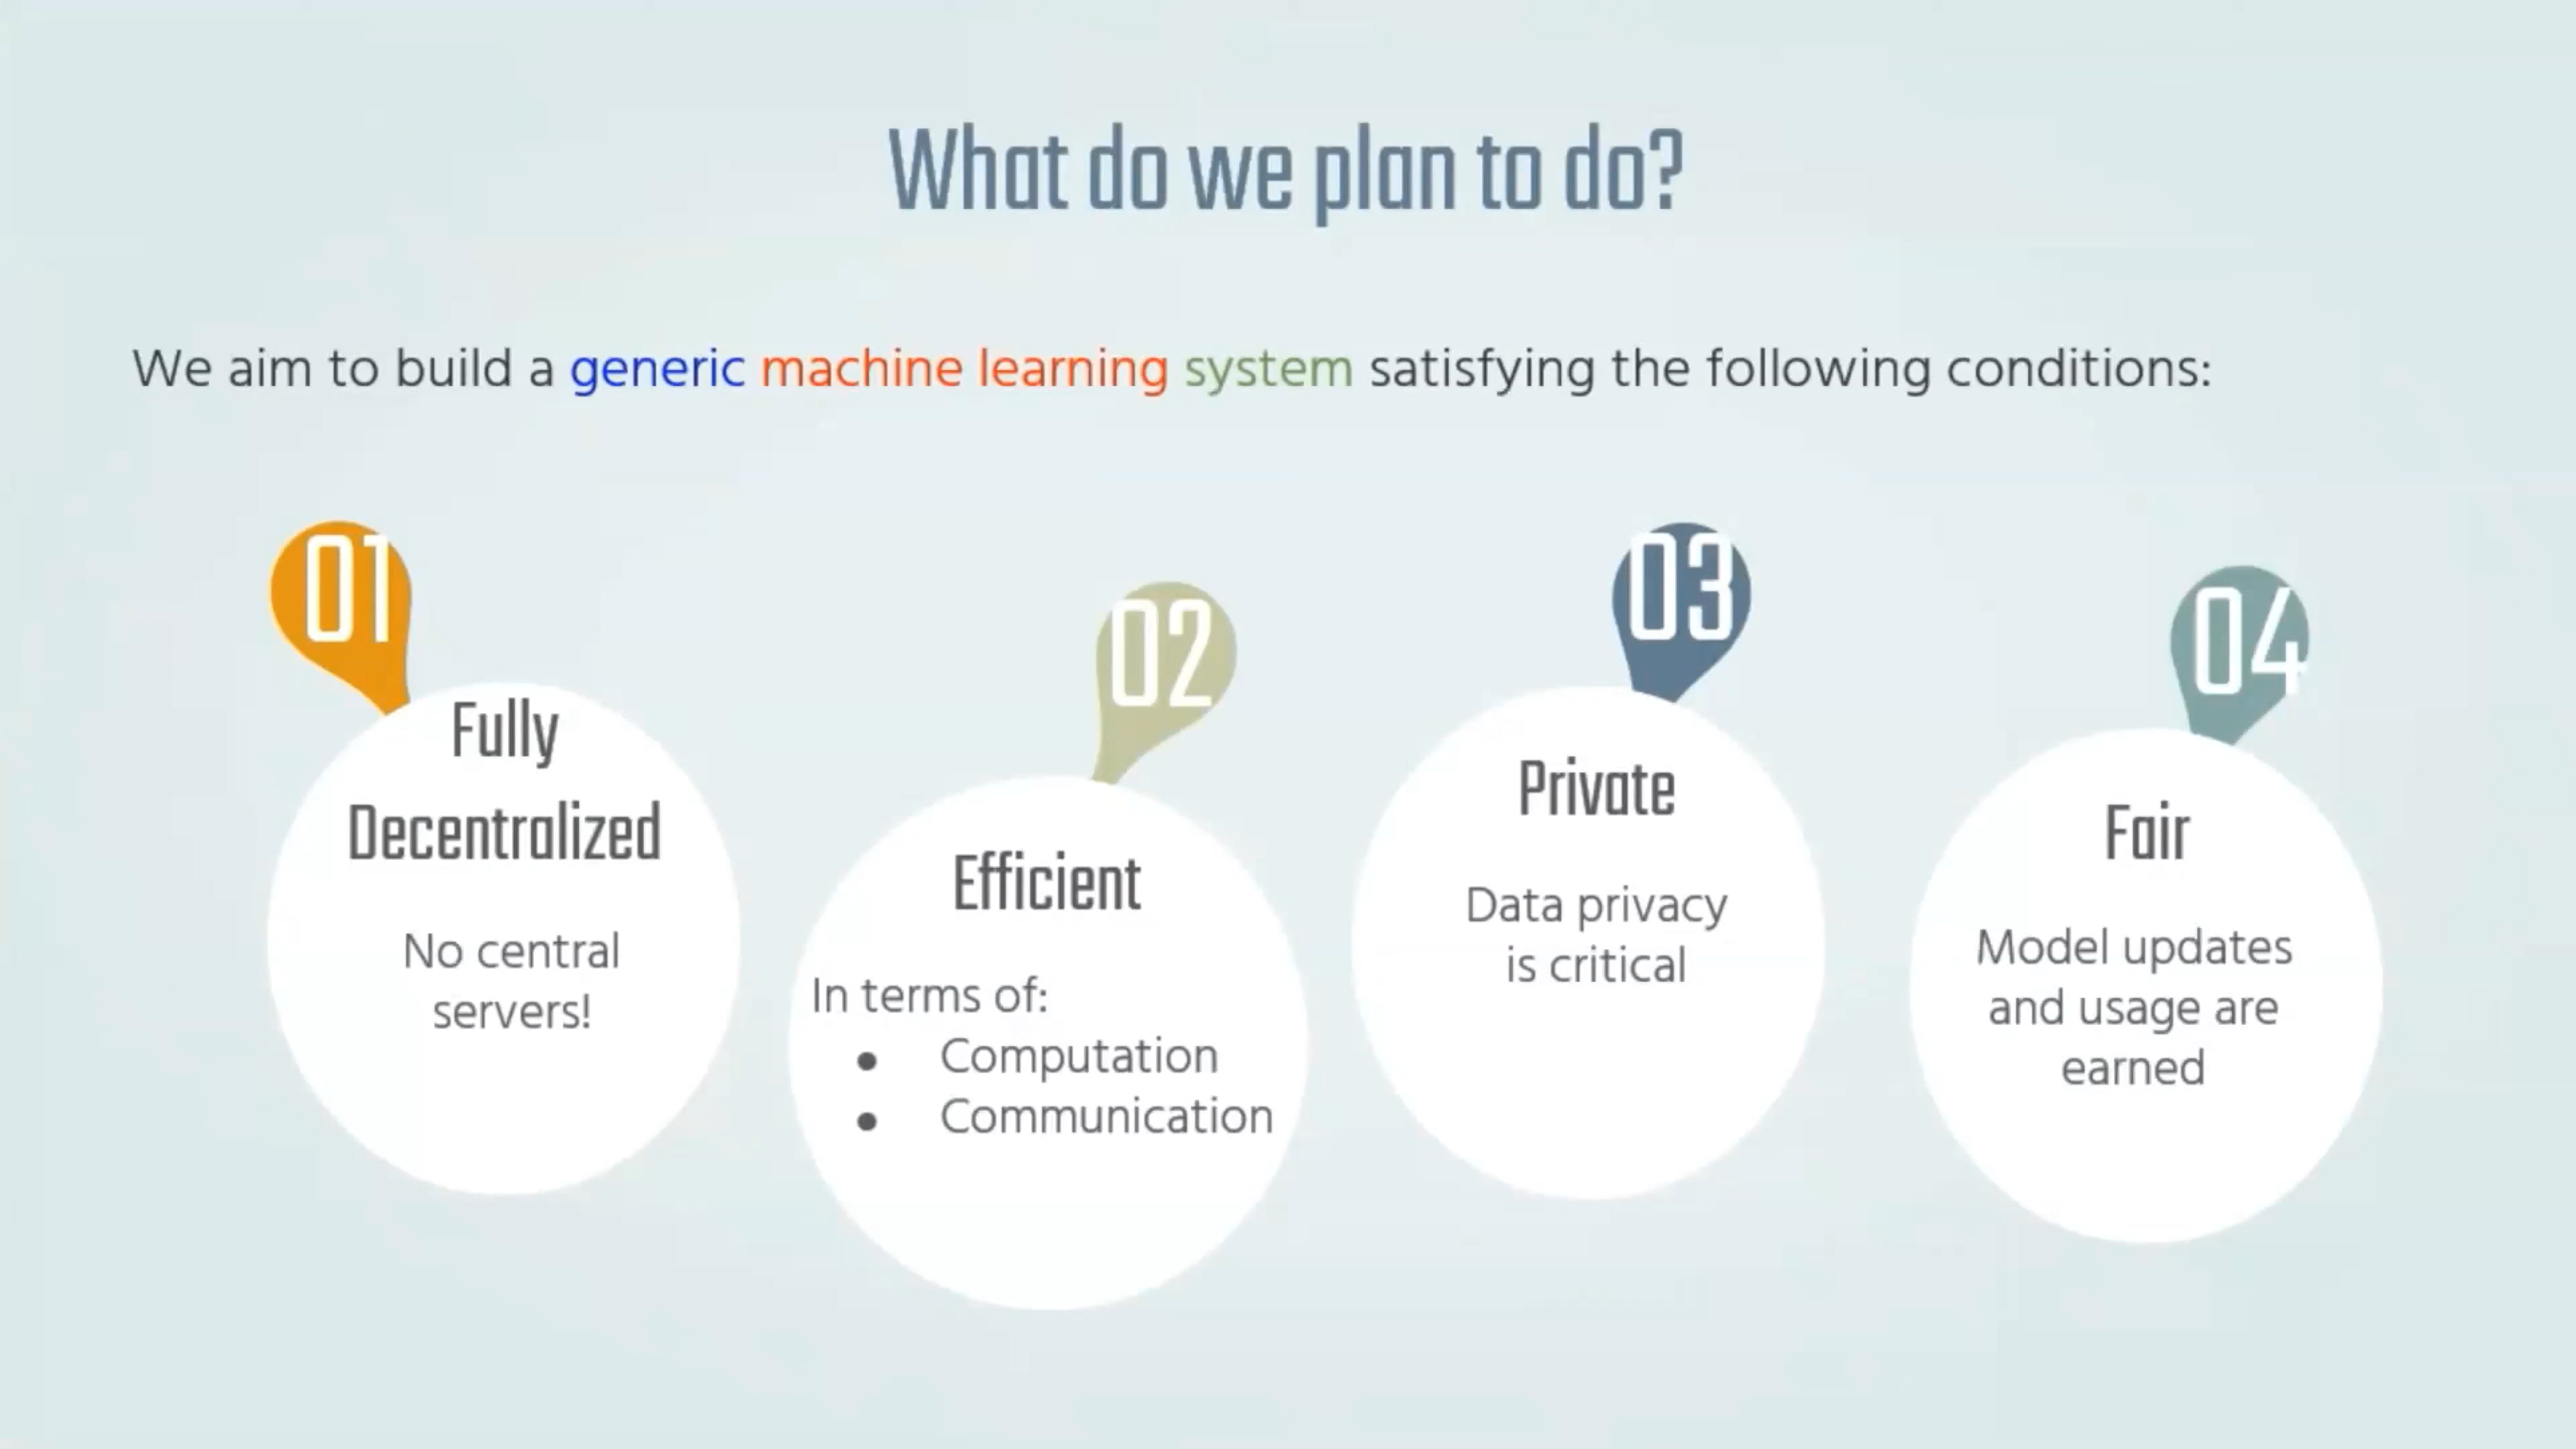 What do we plan to do?
We aim to build a generic machine learning system satisfying the following conditions:
01
Fully
Decentralized
No central
servers!
02
Efficient
In terms of:
● Computation
● Communication
03
Private
Data privacy
is critical
04
Fair
Model updates
and usage are
earned